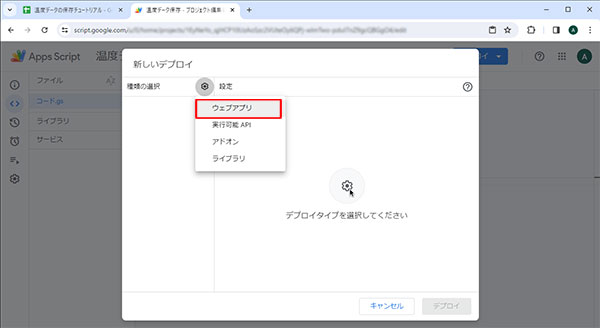 温度データの保存チュートリアル - G
温度データ保存 - プロジェクト編集
script.google.com
Apps Script
温度デ
ファイル
コード.gs
ライブラリ
サービス
新しいデプロイ
種類の選択
設定
ウェブアプリ
実行可能 API
アドオン
ライブラリ
デプロイタイプを選択してください
キャンセル
デプロイ
A
A